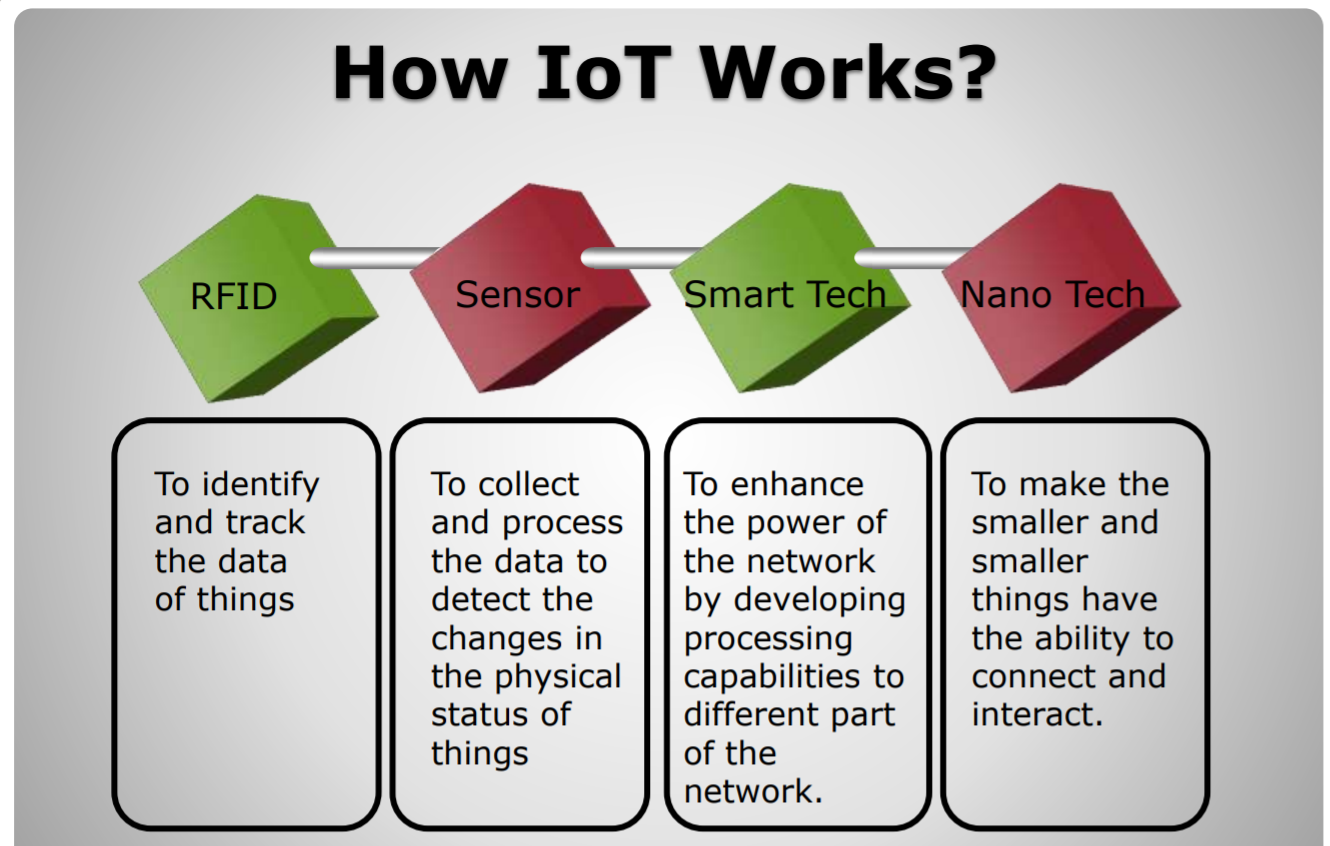 How IoT Works?
RFID
Sensor
Smart Tech
Nano Tech
To identify
and track
the data
of things
To collect
and process
the data to
detect the
changes in
the physical
status of
things
To enhance
the power of
the network
by developing
processing
capabilities to
different part
of the
network.
To make the
smaller and
smaller
things have
the ability to
connect and
interact.